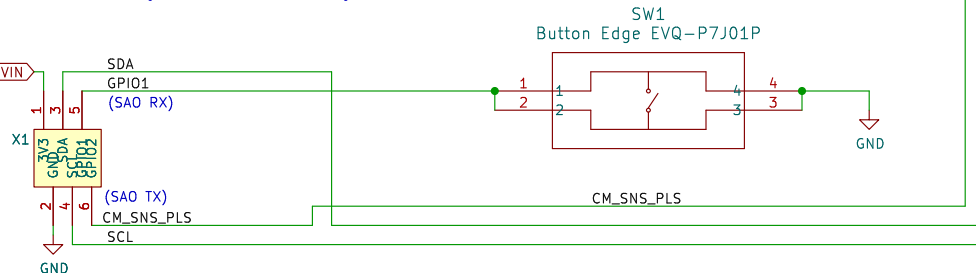 SW1
Button Edge EVQ-P7J01P
VIN
SDA
GPIO1
(SAO RX)
1
3
5
1
2
1
2
4
3
4
3
GND
X1
3V3
GND
SDA
SCL
GPIO1
GPIO2
2
4
6
(SAO TX)
CM_SNS_PLS
CM_SNS_PLS
SCL
GND